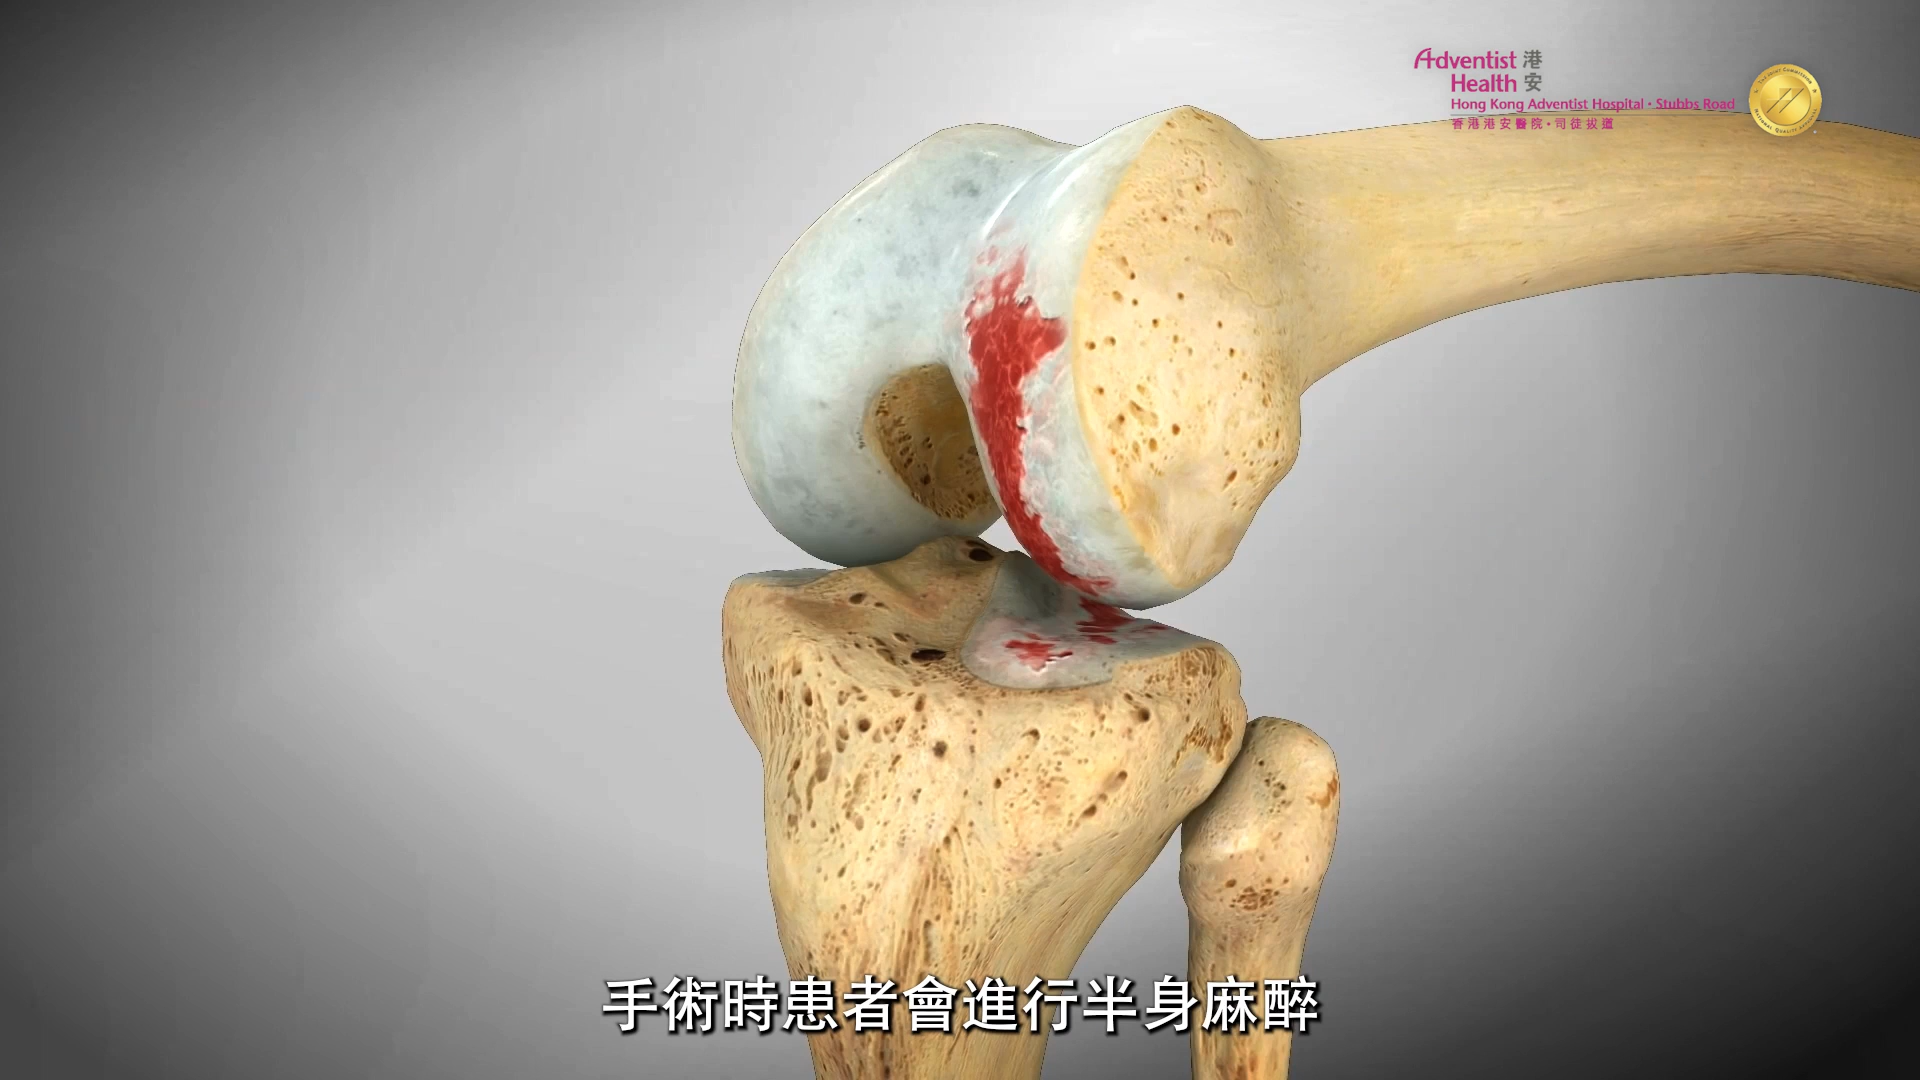 Adventist 港
Health 安
Hong Kong Adventist Hospital • Stubbs Road
香港港安醫院•司徒拔道
手術時患者會進行半身麻醉